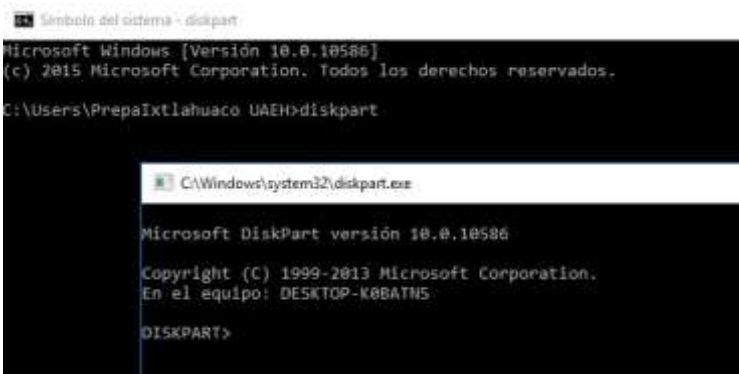 Símbolo del sistema - diskpart
Microsoft Windows [Versión 10.0.10586]
(c) 2015 Microsoft Corporation. Todos los derechos reservados.
C:\Users\PrepaIxtlahuaco UAEH>diskpart
C:\Windows\system32\diskpart.exe
Microsoft DiskPart versión 10.0.10586
Copyright (C) 1999-2013 Microsoft Corporation.
En el equipo: DESKTOP-K0BATN5
DISKPART>